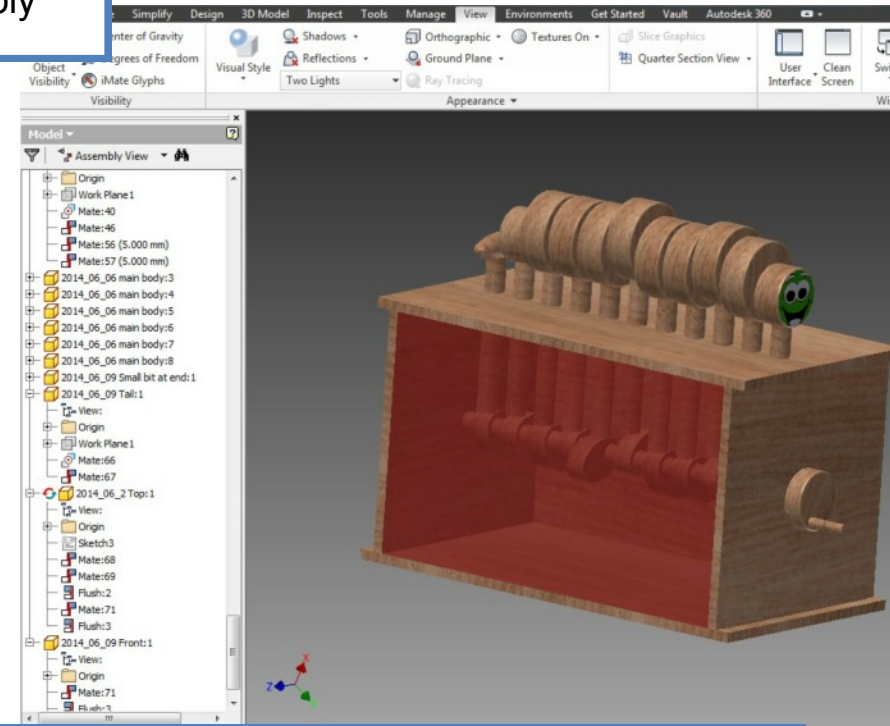 Simplify Design 3D Model Inspect Tools Manage View Environments Get Started Vault Autodesk 360
Center of Gravity
Degrees of Freedom
iMate Glyphs
Object
Visibility
Visibility
Visual Style
Shadows
Reflections
Two Lights
Orthographic
Ground Plane
Ray Tracing
Textures On
Slice Graphics
Quarter Section View
Appearance
User
Interface
Clean
Screen
Model
Assembly View
Origin
Work Plane1
Mate:40
Mate:46
Mate:56 (5.000 mm)
Mate:57 (5.000 mm)
2014_06_06 main body:3
2014_06_06 main body:4
2014_06_06 main body:5
2014_06_06 main body:6
2014_06_06 main body:7
2014_06_06 main body:8
2014_06_09 Small bit at end:1
2014_06_09 Tail:1
View:
Origin
Work Plane1
Mate:66
Mate:67
2014_06_2 Top:1
View:
Origin
Sketch3
Mate:68
Mate:69
Flush:2
Mate:71
Flush:3
2014_06_09 Front:1
View:
Origin
Mate:71
Flush:3
X
Z